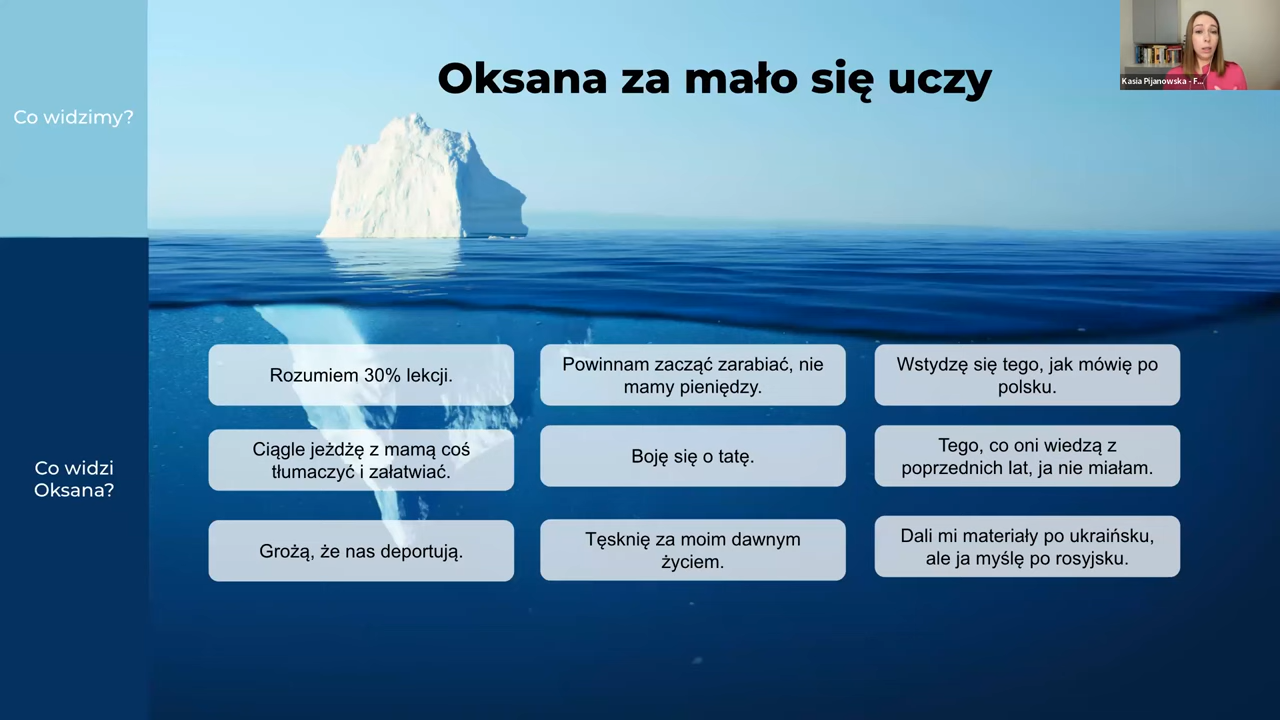 Co widzimy?
Oksana za mało się uczy
Kasia Pijanowska - F...
Rozumiem 30% lekcji.
Powinnam zacząć zarabiać, nie
mamy pieniędzy.
Wstydzę się tego, jak mówię po
polsku.
Co widzi
Oksana?
Ciągle jeżdżę z mamą coś
tłumaczyć i załatwiać.
Boję się o tatę.
Tego, co oni wiedzą z
poprzednich lat, ja nie miałam.
Grożą, że nas deportują.
Tęsknię za moim dawnym
życiem.
Dali mi materiały po ukraińsku,
ale ja myślę po rosyjsku.